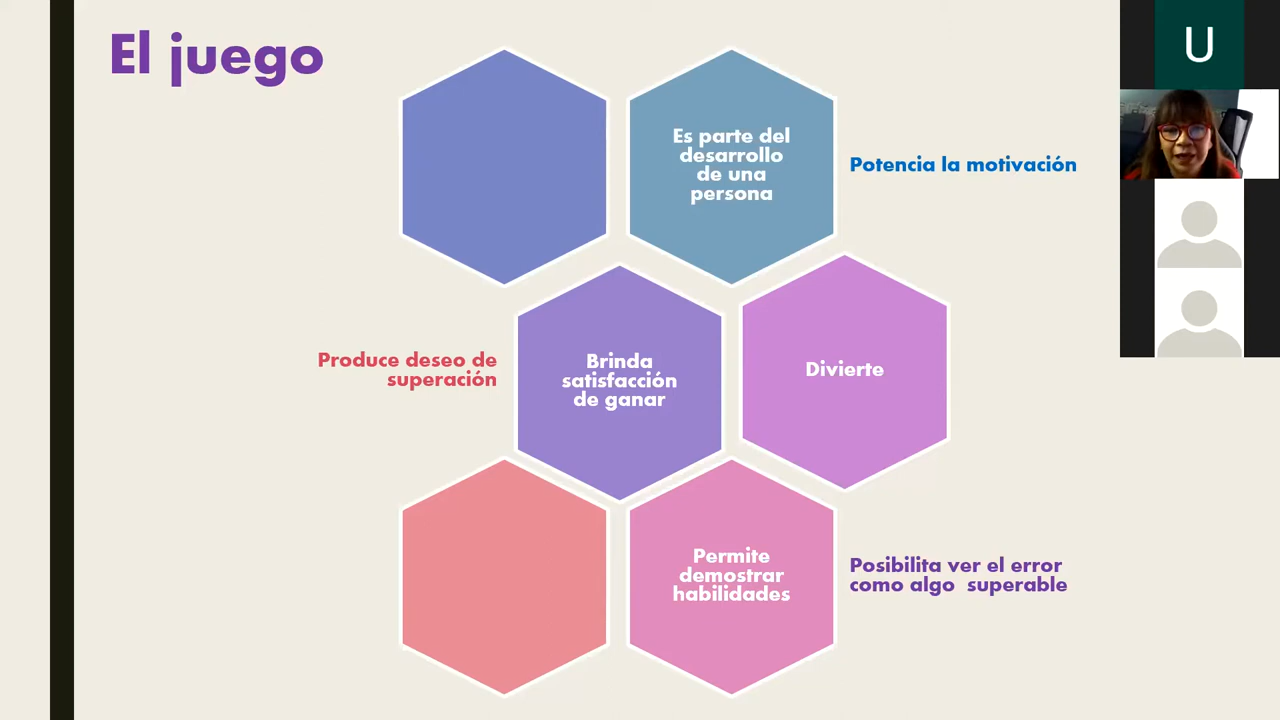 El juego
Es parte del
desarrollo
de una
persona
Potencia la motivación
Produce deseo de
superación
Brinda
satisfacción
de ganar
Divierte
Permite
demostrar
habilidades
Posibilita ver el error
como algo  superable
U